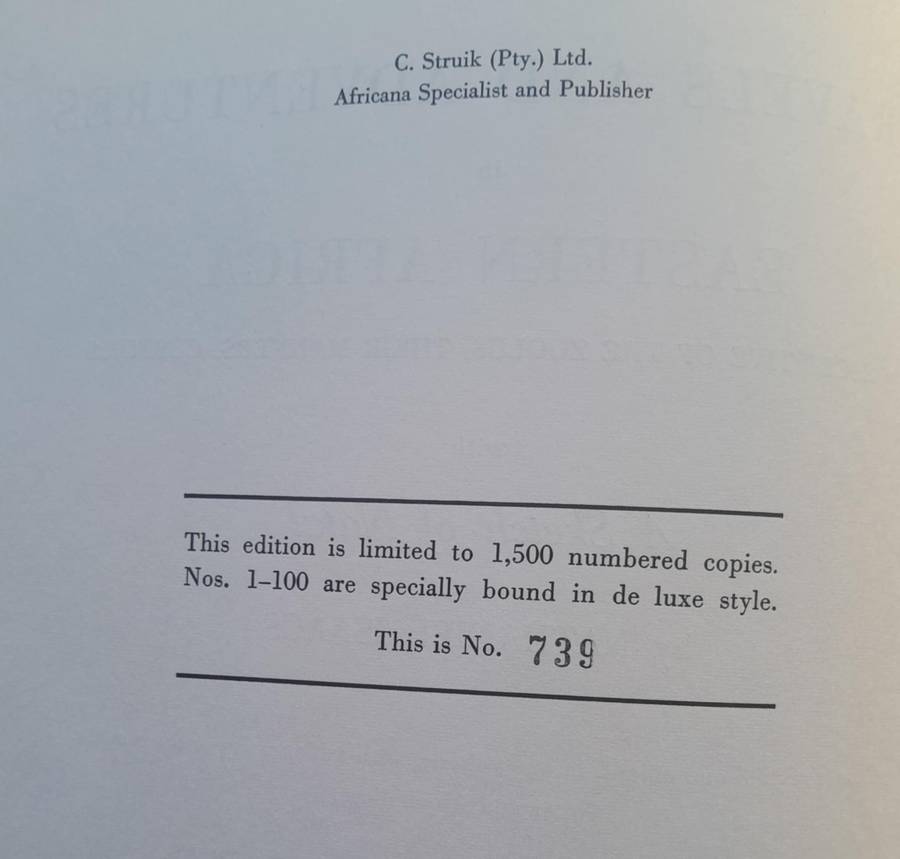 C. Struik (Pty.) Ltd.
Africana Specialist and Publisher
This edition is limited to 1,500 numbered copies.
Nos. 1–100 are specially bound in de luxe style.
This is No. 739